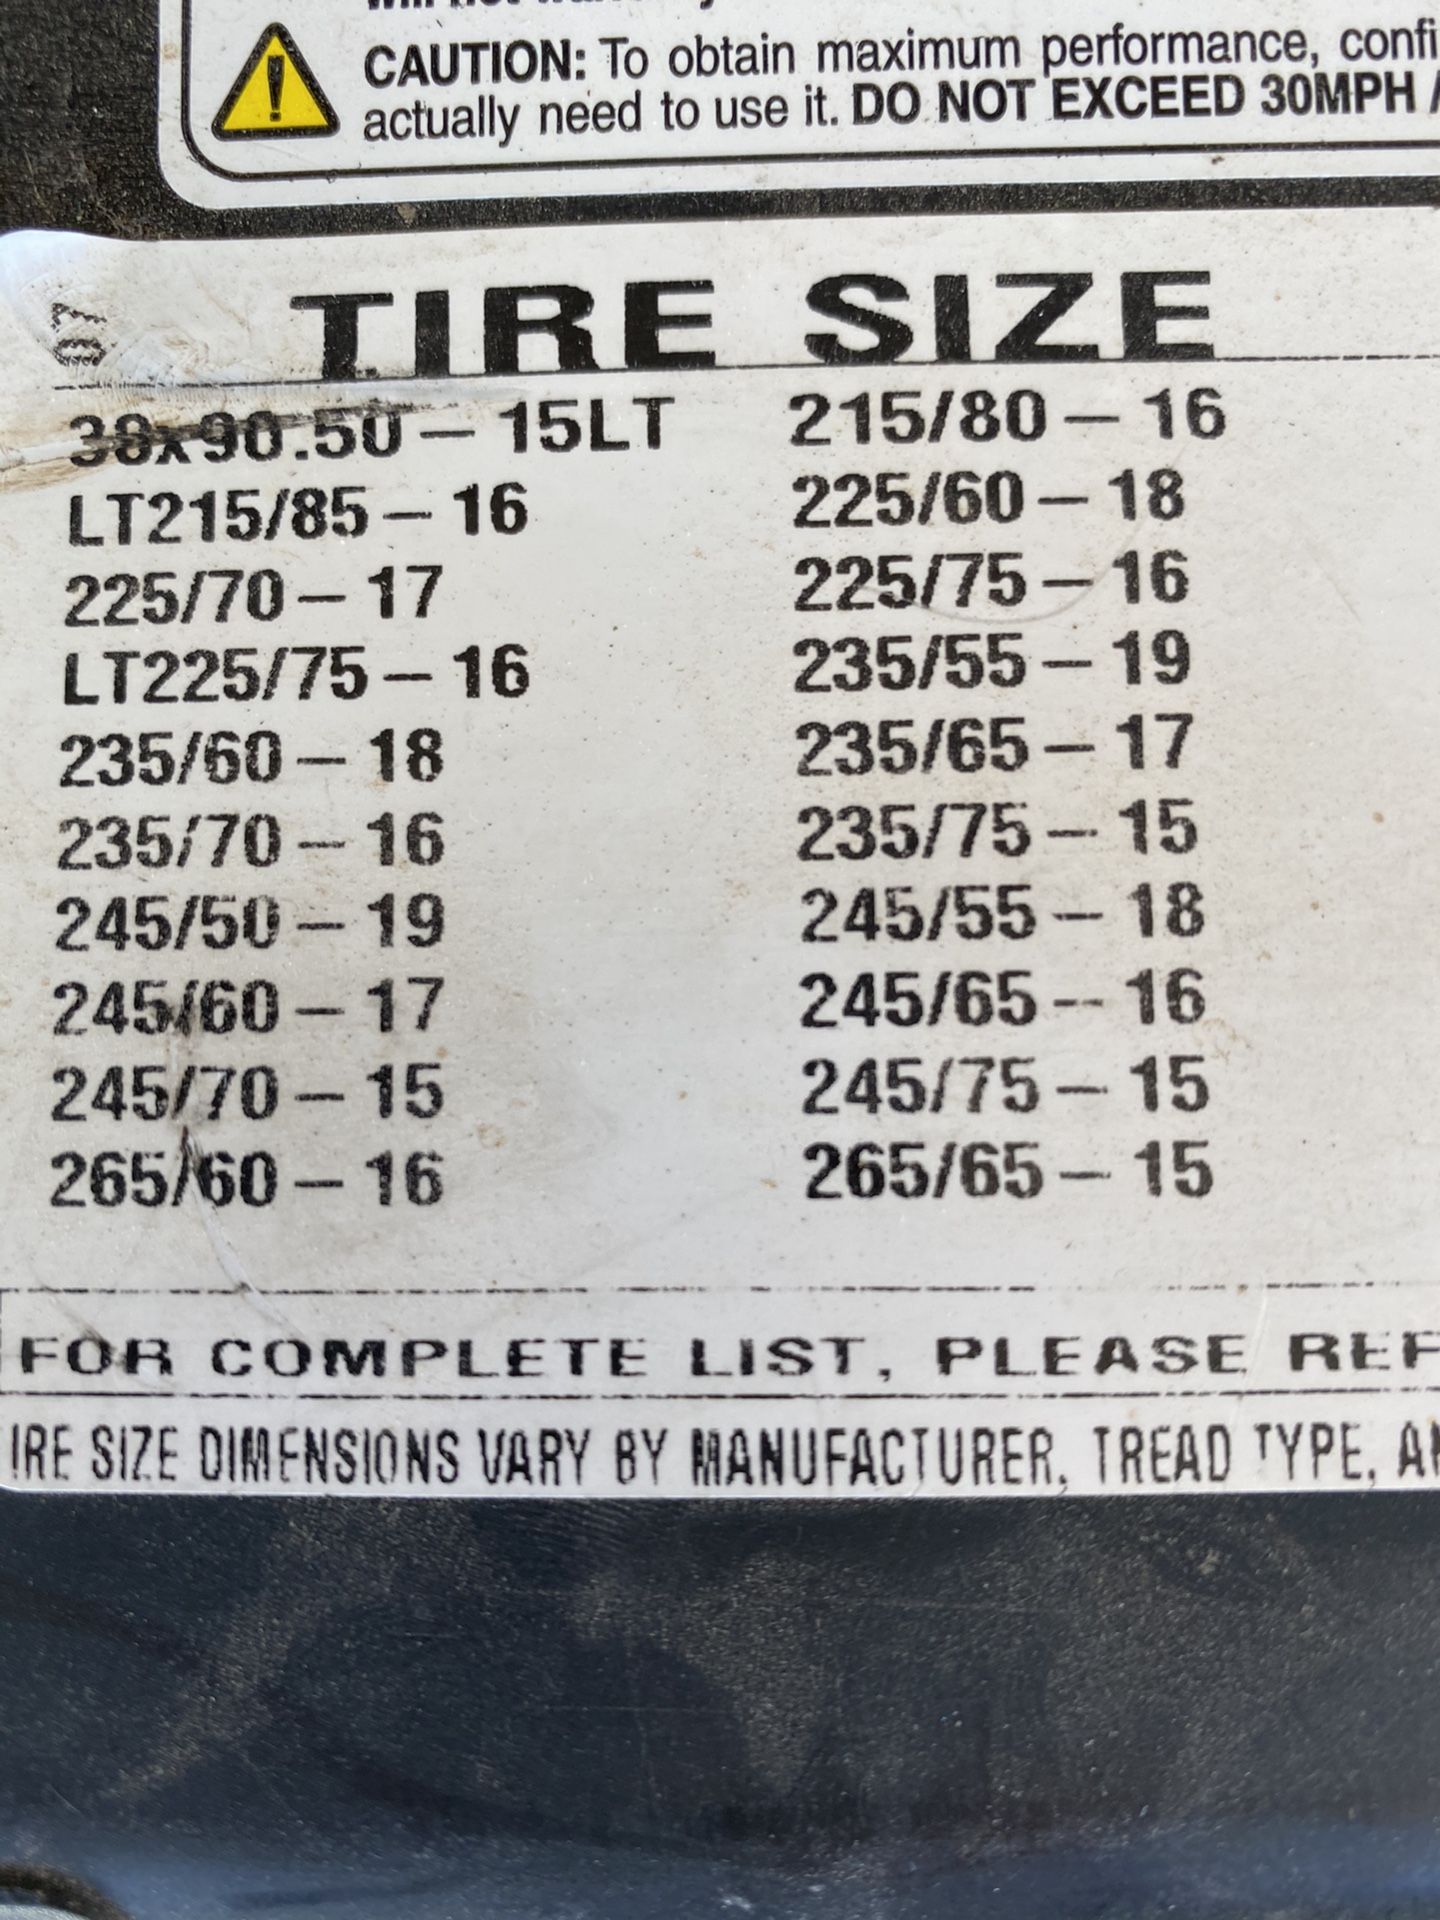 CAUTION: To obtain maximum performance, confi
actually need to use it. DO NOT EXCEED 30MPH /
07
TIRE SIZE
38x90.50 – 15LT 215/80 – 16
LT215/85 – 16 225/60 – 18
225/70 – 17 225/75 – 16
LT225/75 – 16 235/55 – 19
235/60 – 18 235/65 – 17
235/70 – 16 235/75 – 15
245/50 – 19 245/55 – 18
245/60 – 17 245/65 – 16
245/70 – 15 245/75 – 15
265/60 – 16 265/65 – 15
FOR COMPLETE LIST, PLEASE REF
IRE SIZE DIMENSIONS VARY BY MANUFACTURER, TREAD TYPE, AN